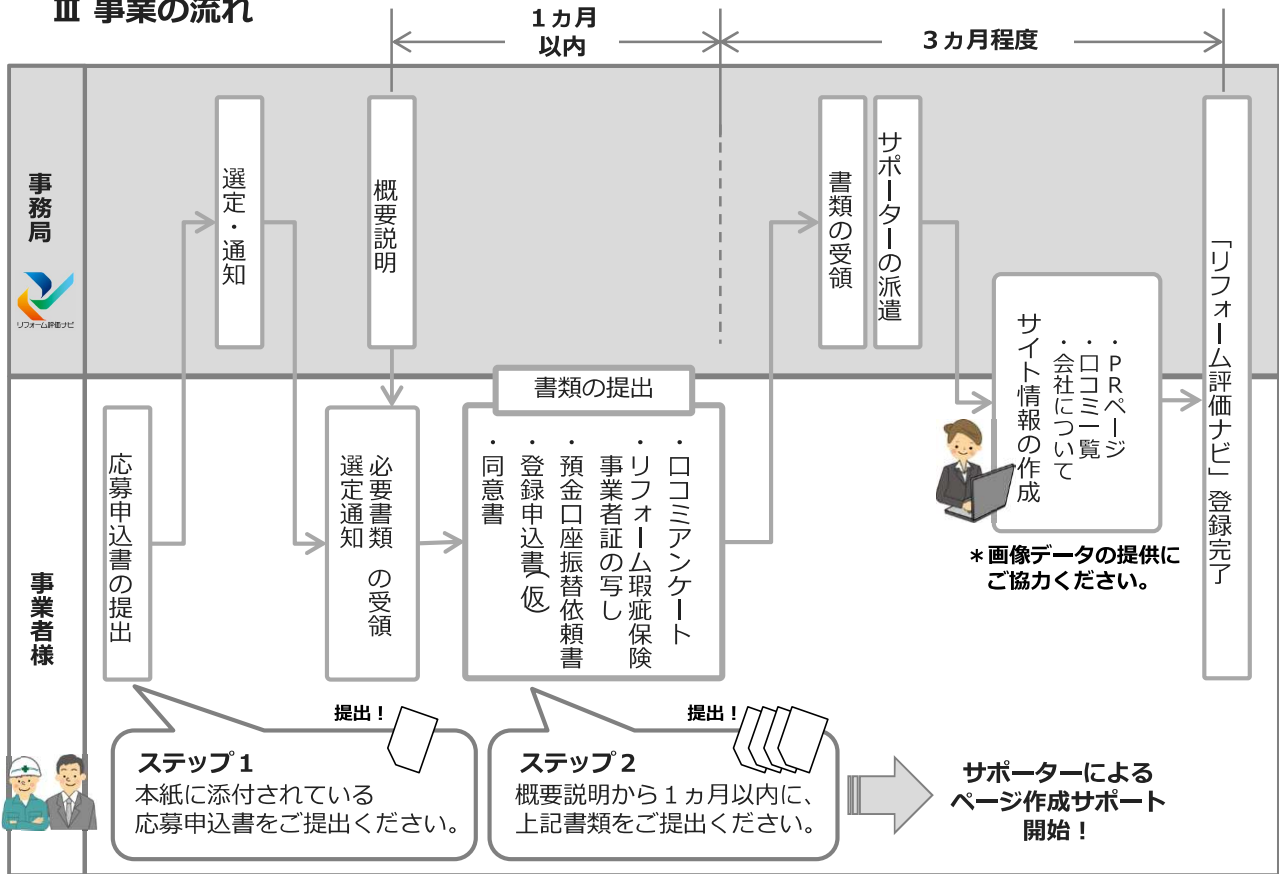 Ⅲ 事業の流れ
1ヵ月
以内
3ヵ月程度
事務局
リフォーム評価ナビ
選定・通知
概要説明
書類の受領
サポーターの派遣
「リフォーム評価ナビ」登録完了
サイト情報の作成
・PRページ
・口コミ一覧
・会社について
*画像データの提供に
ご協力ください。
事業者様
応募申込書の提出
必要書類 の受領
選定通知
書類の提出
・口コミアンケート
・リフォーム瑕疵保険
事業者証の写し
・預金口座振替依頼書
・登録申込書(仮)
・同意書
提出!
ステップ1
本紙に添付されている
応募申込書をご提出ください。
提出!
ステップ2
概要説明から1ヵ月以内に、
上記書類をご提出ください。
サポーターによる
ページ作成サポート
開始!